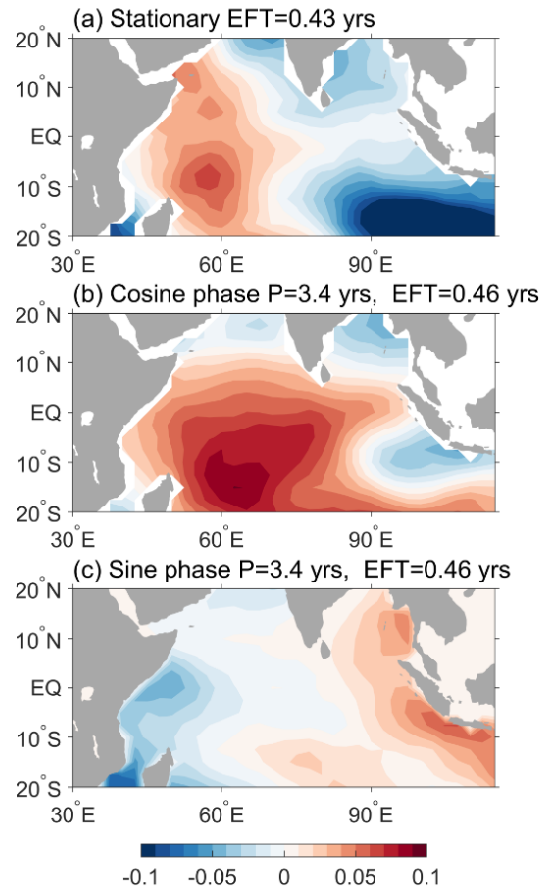 (a) Stationary EFT=0.43 yrs
20°N
10°N
EQ
10°S
20°S
30°E 60°E 90°E
(b) Cosine phase P=3.4 yrs, EFT=0.46 yrs
20°N
10°N
EQ
10°S
20°S
30°E 60°E 90°E
(c) Sine phase P=3.4 yrs, EFT=0.46 yrs
20°N
10°N
EQ
10°S
20°S
30°E 60°E 90°E
-0.1 -0.05 0 0.05 0.1